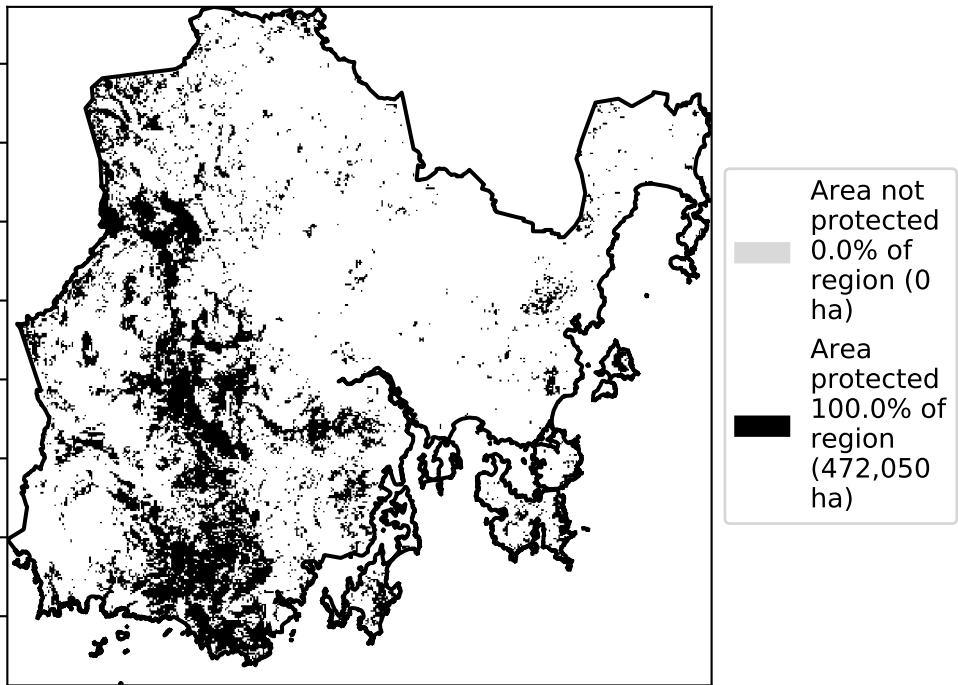 Area not
protected
0.0% of
region (0
ha)
Area
protected
100.0% of
region
(472,050
ha)